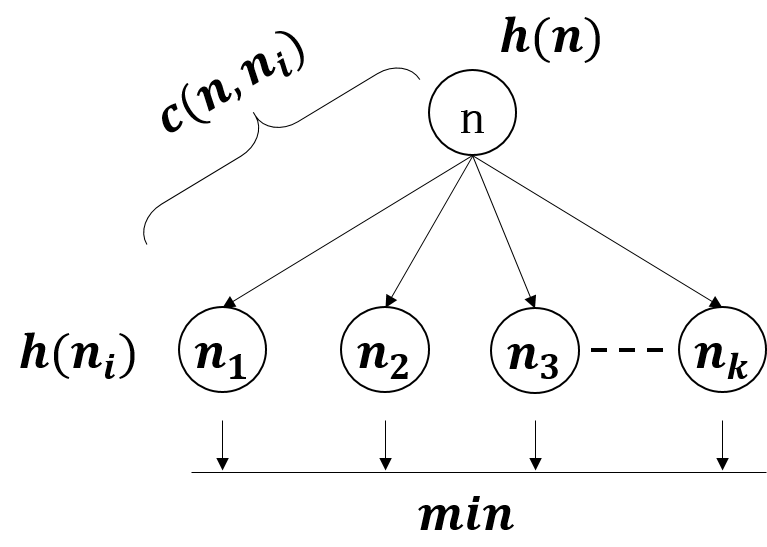 h(n)
c(n, nᵢ)
n
h(nᵢ)
n₁
n₂
n₃
nₖ
min